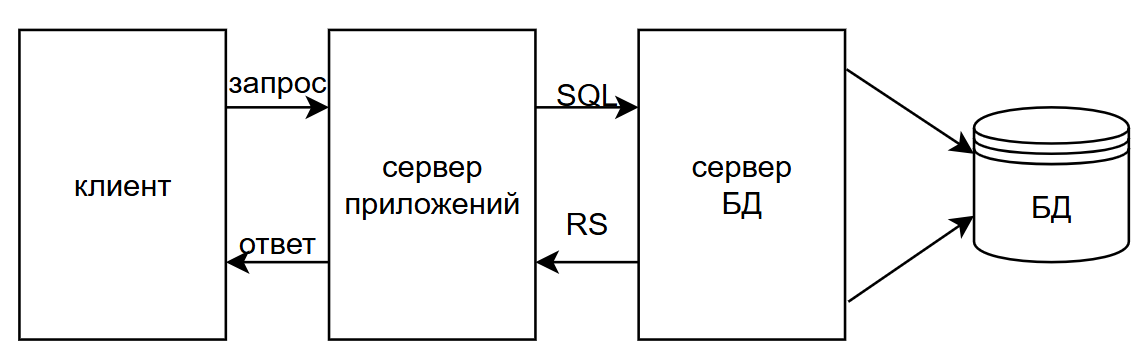 клиент
запрос
ответ
сервер
приложений
SQL
RS
сервер
БД
БД